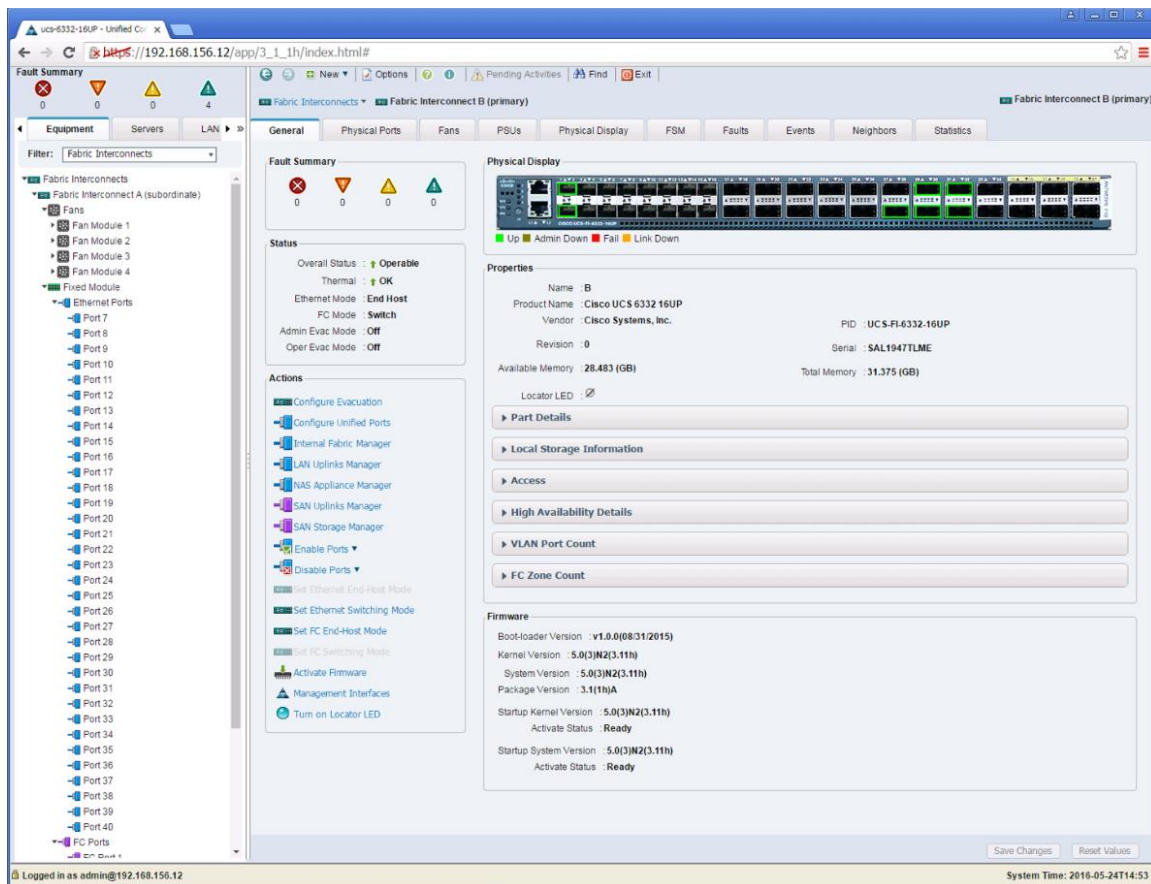 ucs-6332-16UP - Unified Co
https://192.168.156.12/app/3_1_1h/index.html#
Fault Summary
0 0 0 4
New Options Pending Activities Find Exit
Fabric Interconnects Fabric Interconnect B (primary) Fabric Interconnect B (primary)
Equipment Servers LAN
General Physical Ports Fans PSUs Physical Display FSM Faults Events Neighbors Statistics
Filter: Fabric Interconnects
Fabric Interconnects
Fabric Interconnect A (subordinate)
Fans
Fan Module 1
Fan Module 2
Fan Module 3
Fan Module 4
Fixed Module
Ethernet Ports
Port 7
Port 8
Port 9
Port 10
Port 11
Port 12
Port 13
Port 14
Port 15
Port 16
Port 17
Port 18
Port 19
Port 20
Port 21
Port 22
Port 23
Port 24
Port 25
Port 26
Port 27
Port 28
Port 29
Port 30
Port 31
Port 32
Port 33
Port 34
Port 35
Port 36
Port 37
Port 38
Port 39
Port 40
FC Ports
FC Port 1
Fault Summary
0 0 0 0
Status
Overall Status : Operable
Thermal : OK
Ethernet Mode : End Host
FC Mode : Switch
Admin Evac Mode : Off
Oper Evac Mode : Off
Actions
Configure Evacuation
Configure Unified Ports
Internal Fabric Manager
LAN Uplinks Manager
NAS Appliance Manager
SAN Uplinks Manager
SAN Storage Manager
Enable Ports
Disable Ports
Set Ethernet End-Host Mode
Set Ethernet Switching Mode
Set FC End-Host Mode
Set FC Switching Mode
Activate Firmware
Management Interfaces
Turn on Locator LED
Physical Display
Up Admin Down Fail Link Down
Properties
Name : B
Product Name : Cisco UCS 6332 16UP
Vendor : Cisco Systems, Inc. PID : UCS-FI-6332-16UP
Revision : 0 Serial : SAL1947TLME
Available Memory : 28.483 (GB) Total Memory : 31.375 (GB)
Locator LED :
Part Details
Local Storage Information
Access
High Availability Details
VLAN Port Count
FC Zone Count
Firmware
Boot-loader Version : v1.0.0(08/31/2015)
Kernel Version : 5.0(3)N2(3.11h)
System Version : 5.0(3)N2(3.11h)
Package Version : 3.1(1h)A
Startup Kernel Version : 5.0(3)N2(3.11h)
Activate Status : Ready
Startup System Version : 5.0(3)N2(3.11h)
Activate Status : Ready
Save Changes Reset Values
Logged in as admin@192.168.156.12 System Time: 2016-05-24T14:53